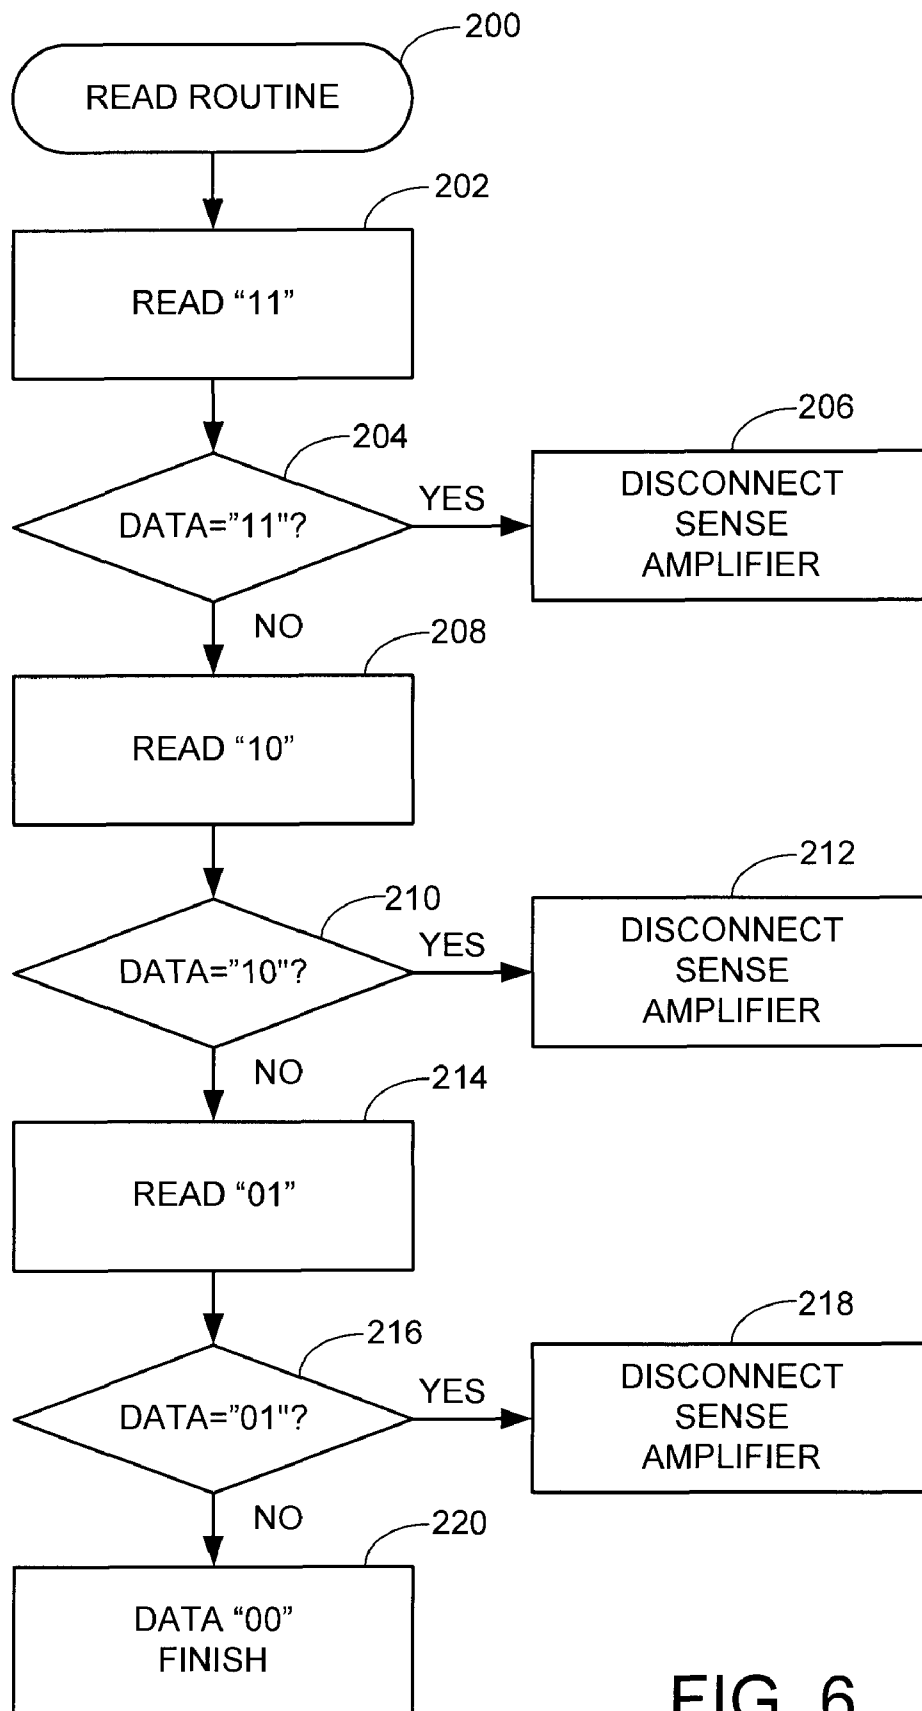 200
READ ROUTINE
202
READ “11”
204
206
DATA=”11"?
YES
DISCONNECT
SENSE
AMPLIFIER
NO
208
READ “10”
210
212
DATA=”10"?
YES
DISCONNECT
SENSE
AMPLIFIER
NO
214
READ “01”
216
218
DATA=”01"?
YES
DISCONNECT
SENSE
AMPLIFIER
NO
220
DATA “00”
FINISH
FIG. 6